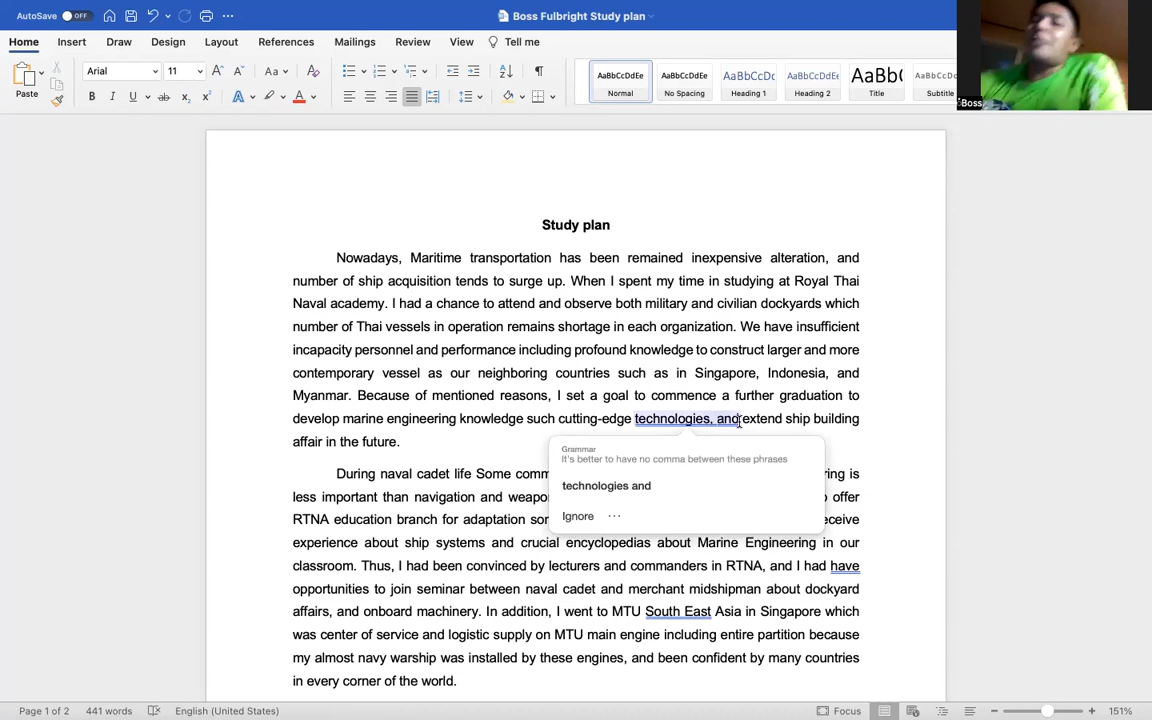 AutoSave OFF Boss Fulbright Study plan
Home Insert Draw Design Layout References Mailings Review View Tell me
Paste Arial 11 Aa AaBbCcDdEe AaBbCcDdEe AaBbCcDc AaBbCcDdEe AaBb( AaBbCcDdEe
B I U ab x₂ x² A A Normal No Spacing Heading 1 Heading 2 Title Subtitle
Boss
Study plan
Nowadays, Maritime transportation has been remained inexpensive alteration, and
number of ship acquisition tends to surge up. When I spent my time in studying at Royal Thai
Naval academy. I had a chance to attend and observe both military and civilian dockyards which
number of Thai vessels in operation remains shortage in each organization. We have insufficient
incapacity personnel and performance including profound knowledge to construct larger and more
contemporary vessel as our neighboring countries such as in Singapore, Indonesia, and
Myanmar. Because of mentioned reasons, I set a goal to commence a further graduation to
develop marine engineering knowledge such cutting-edge technologies, and extend ship building
affair in the future.
Grammar
It's better to have no comma between these phrases
technologies and
Ignore ...
During naval cadet life Some comm ring is
less important than navigation and weapo offer
RTNA education branch for adaptation son eceive
experience about ship systems and crucial encyclopedias about Marine Engineering in our
classroom. Thus, I had been convinced by lecturers and commanders in RTNA, and I had have
opportunities to join seminar between naval cadet and merchant midshipman about dockyard
affairs, and onboard machinery. In addition, I went to MTU South East Asia in Singapore which
was center of service and logistic supply on MTU main engine including entire partition because
my almost navy warship was installed by these engines, and been confident by many countries
in every corner of the world.
Page 1 of 2 441 words English (United States) Focus 151%